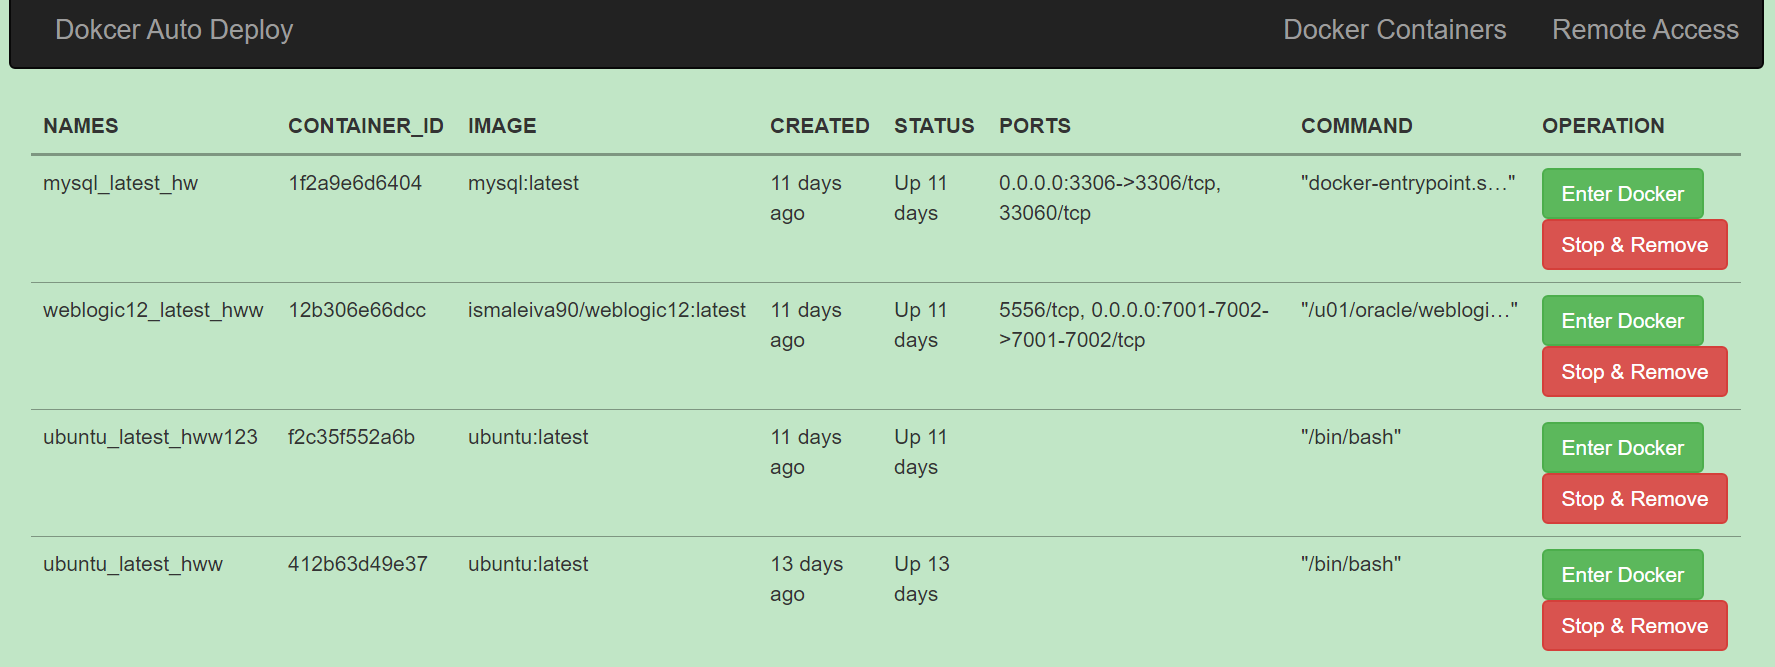 Dokcer Auto Deploy Docker Containers Remote Access
NAMES CONTAINER_ID IMAGE CREATED STATUS PORTS COMMAND OPERATION
mysql_latest_hw 1f2a9e6d6404 mysql:latest 11 days Up 11 0.0.0.0:3306->3306/tcp, "docker-entrypoint.s…" Enter Docker
ago days 33060/tcp
Stop & Remove
weblogic12_latest_hww 12b306e66dcc ismaleiva90/weblogic12:latest 11 days Up 11 5556/tcp, 0.0.0.0:7001-7002- "/u01/oracle/weblogi…" Enter Docker
ago days >7001-7002/tcp
Stop & Remove
ubuntu_latest_hww123 f2c35f552a6b ubuntu:latest 11 days Up 11 "/bin/bash" Enter Docker
ago days
Stop & Remove
ubuntu_latest_hww 412b63d49e37 ubuntu:latest 13 days Up 13 "/bin/bash" Enter Docker
ago days
Stop & Remove